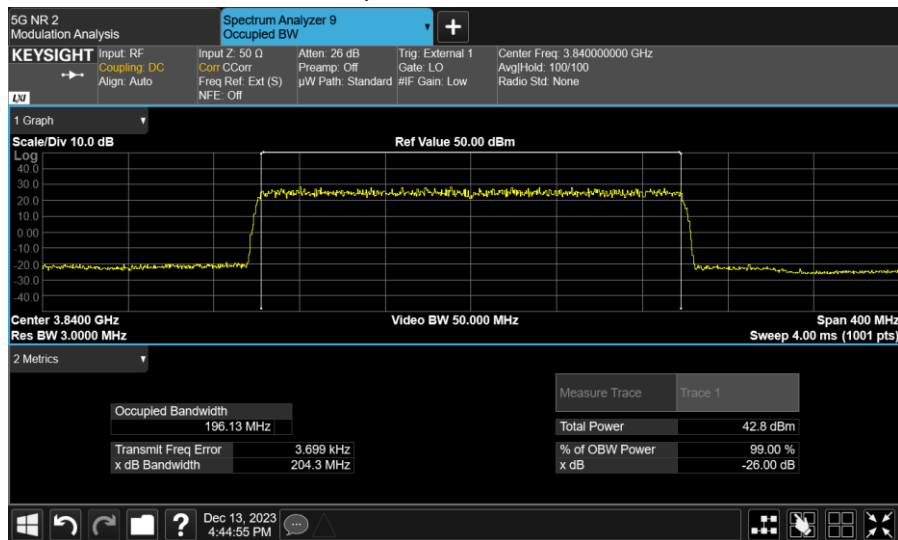 5G NR 2
Modulation Analysis
Spectrum Analyzer 9
Occupied BW
KEYSIGHT
LXI
Input: RF
Coupling: DC
Align: Auto
Input Z: 50 Ω
Corr CCorr
Freq Ref: Ext (S)
NFE: Off
Atten: 26 dB
Preamp: Off
µW Path: Standard
Trig: External 1
Gate: LO
#IF Gain: Low
Center Freq: 3.840000000 GHz
Avg|Hold: 100/100
Radio Std: None
1 Graph
Scale/Div 10.0 dB
Ref Value 50.00 dBm
Log
40.0
30.0
20.0
10.0
0.00
-10.0
-20.0
-30.0
-40.0
Center 3.8400 GHz
Res BW 3.0000 MHz
Video BW 50.000 MHz
Span 400 MHz
Sweep 4.00 ms (1001 pts)
2 Metrics
Measure Trace Trace 1
Occupied Bandwidth
196.13 MHz
Total Power 42.8 dBm
Transmit Freq Error 3.699 kHz
x dB Bandwidth 204.3 MHz
% of OBW Power 99.00 %
x dB -26.00 dB
?
Dec 13, 2023
4:44:55 PM